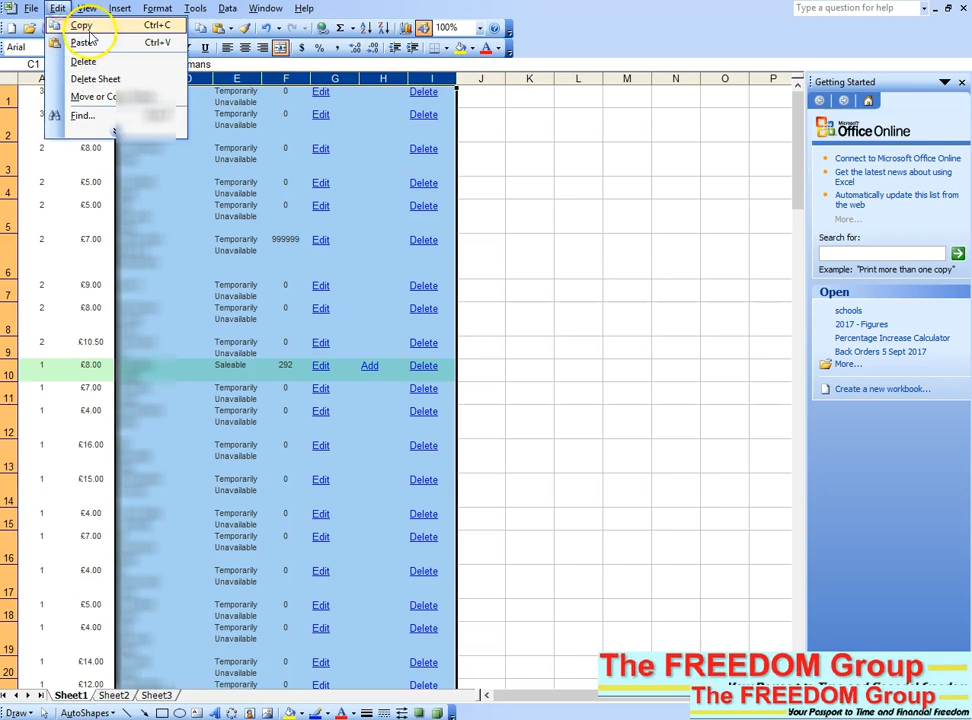 File Edit View Insert Format Tools Data Window Help Type a question for help
100%
Arial U $ % ,
C1 mans
Copy Ctrl+C
Paste Ctrl+V
Delete
Delete Sheet
Move or Co
Find...
A E F G H I J K L M N O P
1 3 Temporarily Unavailable 0 Edit Delete
2 3 Temporarily Unavailable 0 Edit Delete
3 2 £8.00 Temporarily Unavailable 0 Edit Delete
4 2 £5.00 Temporarily Unavailable 0 Edit Delete
5 2 £5.00 Temporarily Unavailable 0 Edit Delete
6 2 £7.00 Temporarily Unavailable 999999 Edit Delete
7 2 £9.00 Temporarily Unavailable 0 Edit Delete
8 2 £8.00 Temporarily Unavailable 0 Edit Delete
9 2 £10.50 Temporarily Unavailable 0 Edit Delete
10 1 £8.00 Saleable 292 Edit Add Delete
11 1 £7.00 Temporarily Unavailable 0 Edit Delete
12 1 £4.00 Temporarily Unavailable 0 Edit Delete
13 1 £16.00 Temporarily Unavailable 0 Edit Delete
14 1 £15.00 Temporarily Unavailable 0 Edit Delete
15 1 £4.00 Temporarily Unavailable 0 Edit Delete
16 1 £7.00 Temporarily Unavailable 0 Edit Delete
17 1 £4.00 Temporarily Unavailable 0 Edit Delete
18 1 £5.00 Temporarily Unavailable 0 Edit Delete
19 1 £4.00 Temporarily Unavailable 0 Edit Delete
20 1 £14.00 Temporarily Unavailable 0 Edit Delete
1 £12.00 Temporarily 0 Edit Delete
Getting Started
Microsoft
Office Online
Connect to Microsoft Office Online
Get the latest news about using
Excel
Automatically update this list from
the web
More...
Search for:
Example: "Print more than one copy"
Open
schools
2017 - Figures
Percentage Increase Calculator
Back Orders 5 Sept 2017
More...
Create a new workbook...
The FREEDOM Group
The FREEDOM Group
Your Passport to Time and Financial Freedom
Sheet1 Sheet2 Sheet3
Draw AutoShapes